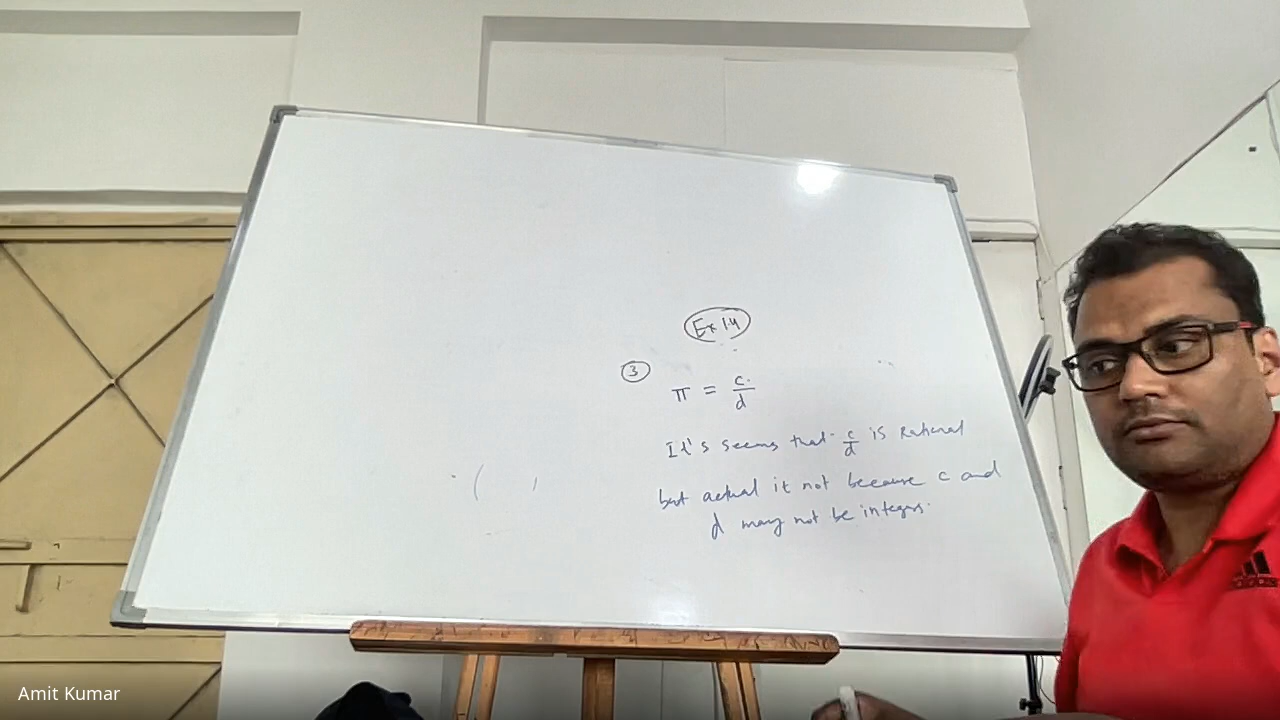 Ex 1.4
3
π = c/d
It's seems that c/d is Rational
but actual it not because c and
d may not be integers.
adidas
Amit Kumar